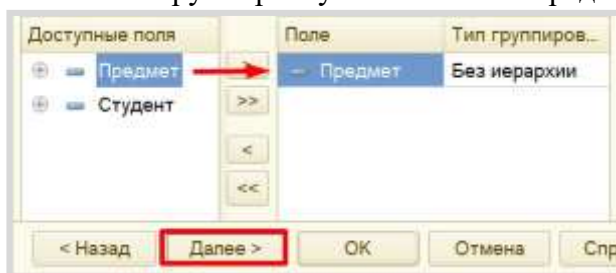 Доступные поля Поле Тип группиров...
Предмет > Предмет Без иерархии
Студент >>
<
<<
< Назад Далее > OK Отмена Спр